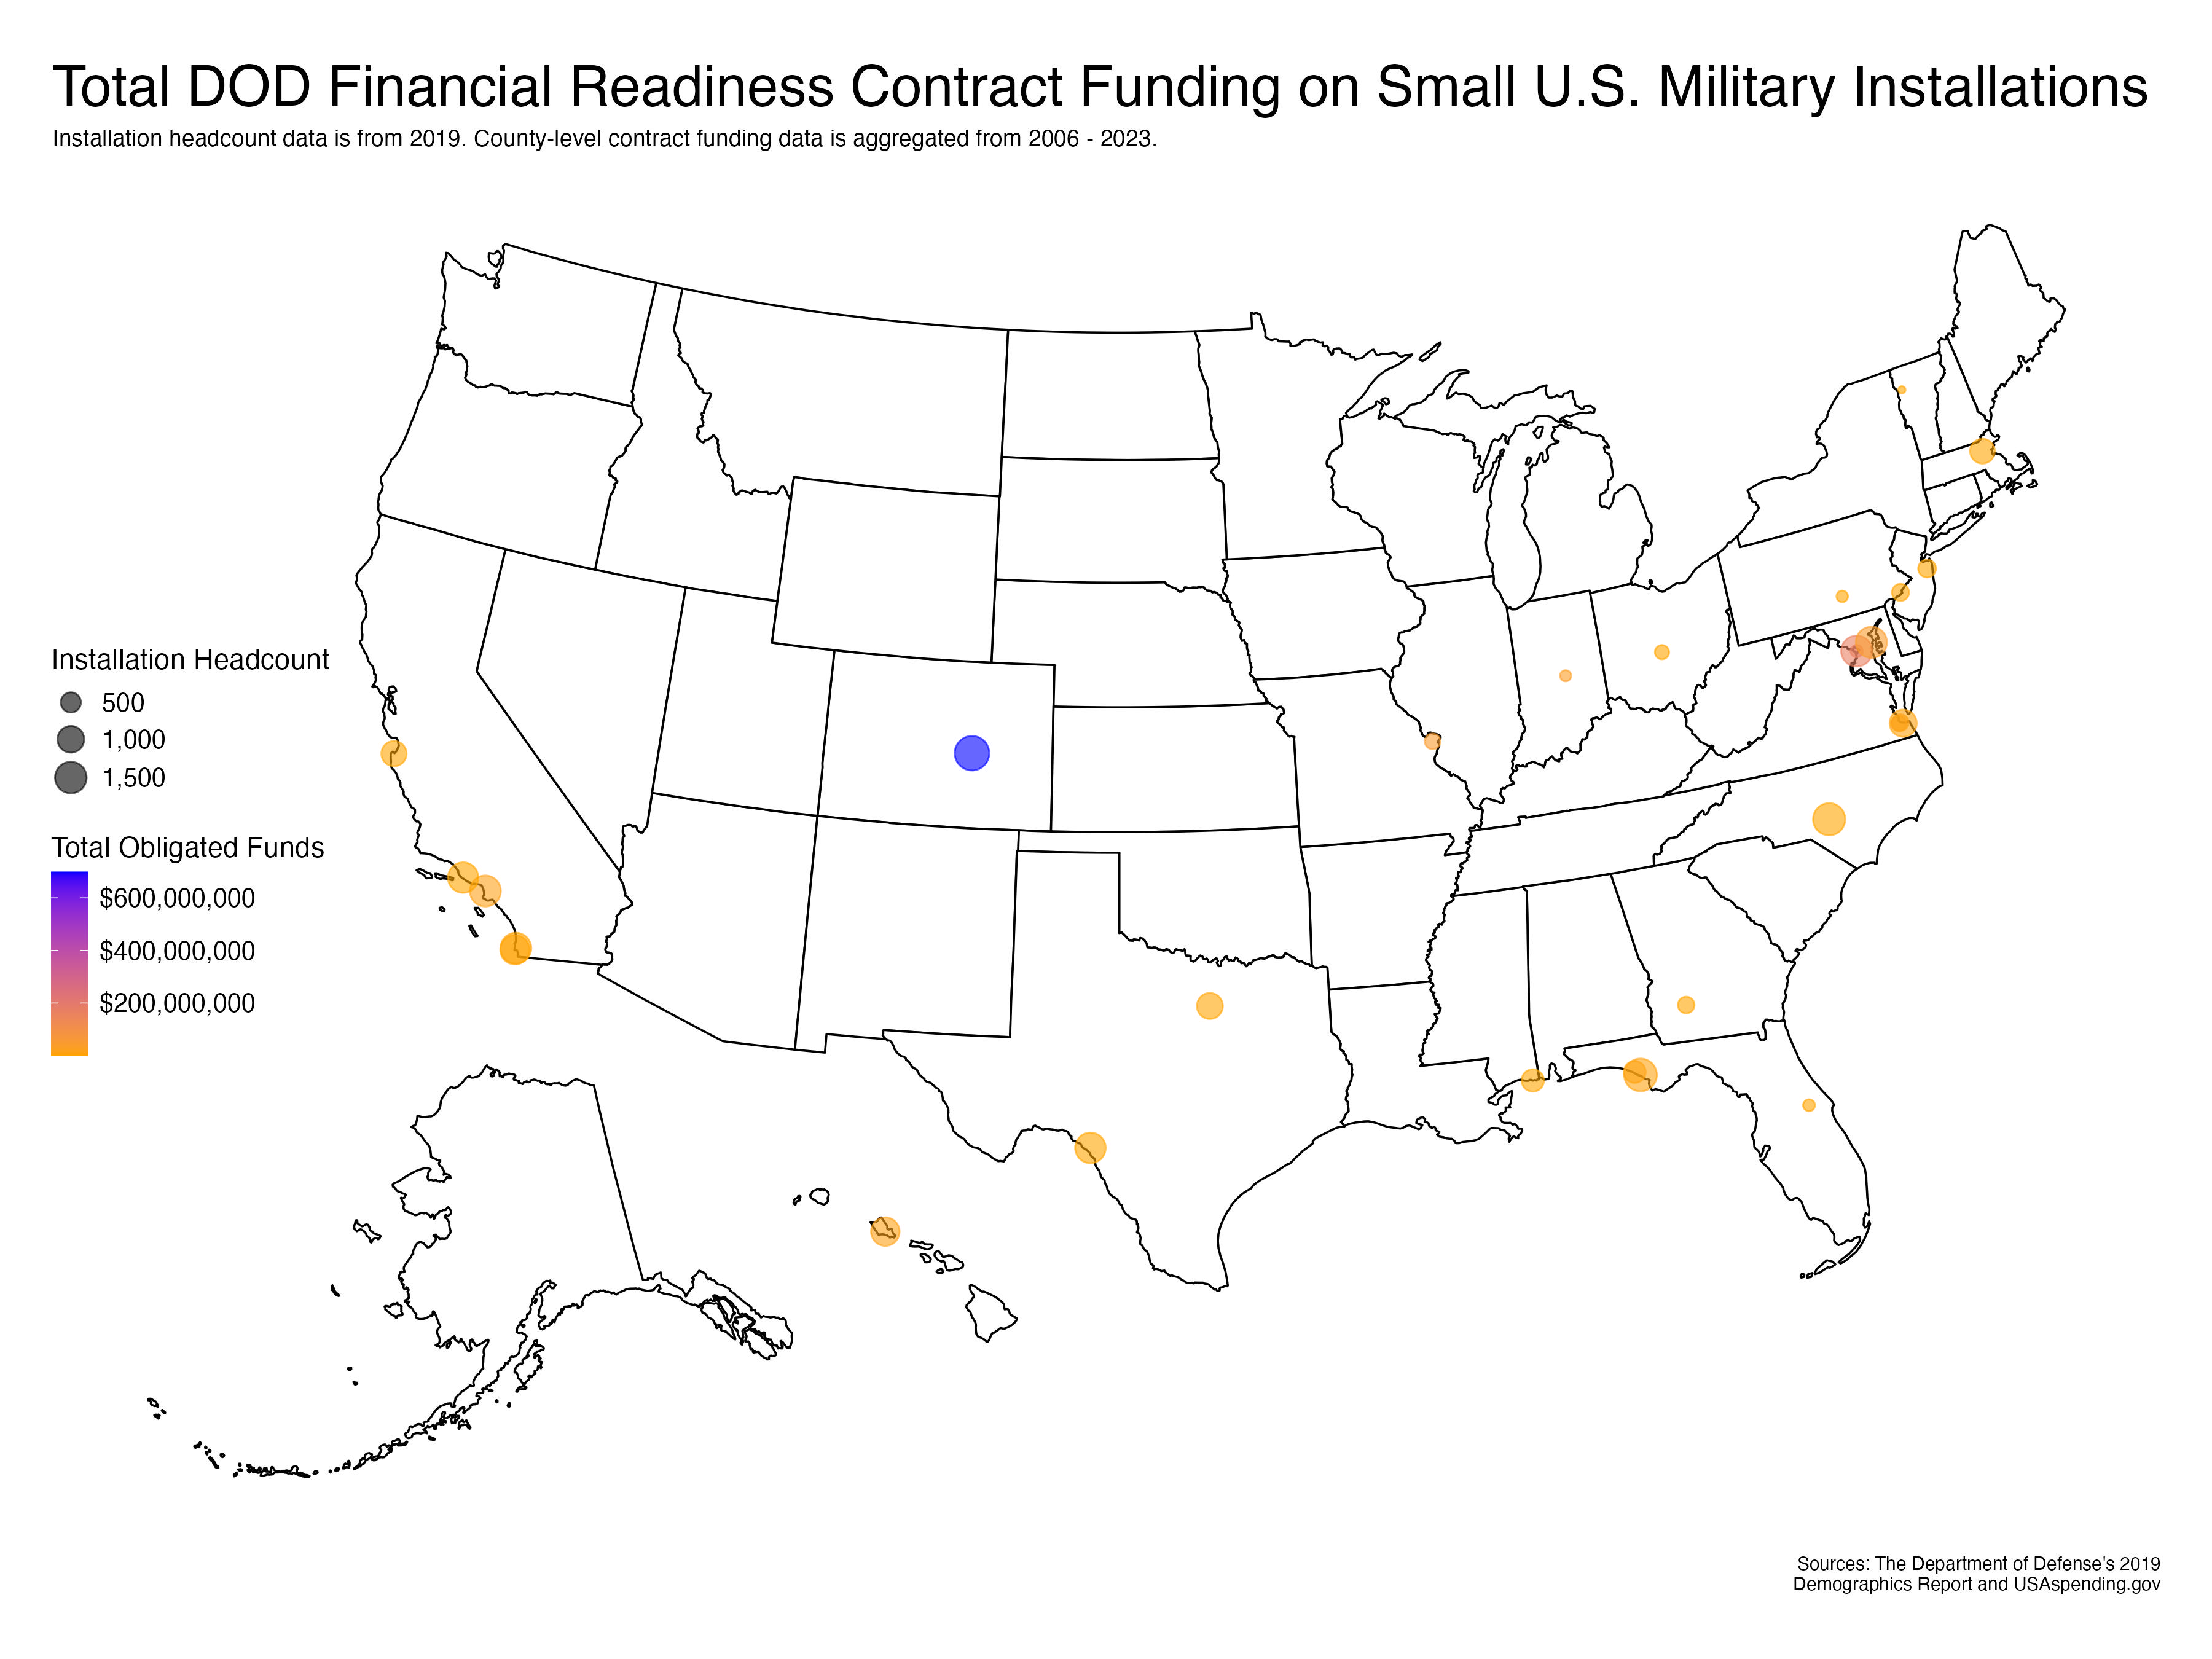 Total DOD Financial Readiness Contract Funding on Small U.S. Military Installations
Installation headcount data is from 2019. County-level contract funding data is aggregated from 2006 - 2023.
Installation Headcount
500
1,000
1,500
Total Obligated Funds
$600,000,000
$400,000,000
$200,000,000
Sources: The Department of Defense's 2019
Demographics Report and USAspending.gov